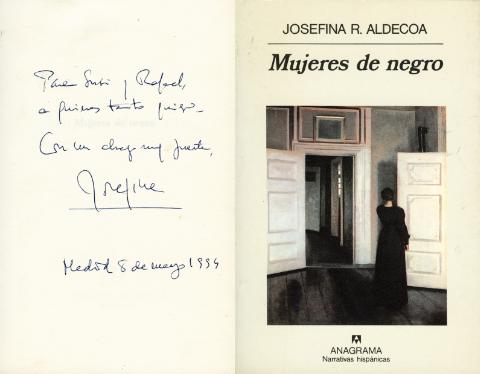 Para Susi y Rafael,
a quienes tanto quiero.
Con un abrazo muy fuerte,
Josefina
Madrid 8 de mayo 1994
JOSEFINA R. ALDECOA
Mujeres de negro
ANAGRAMA
Narrativas hispánicas